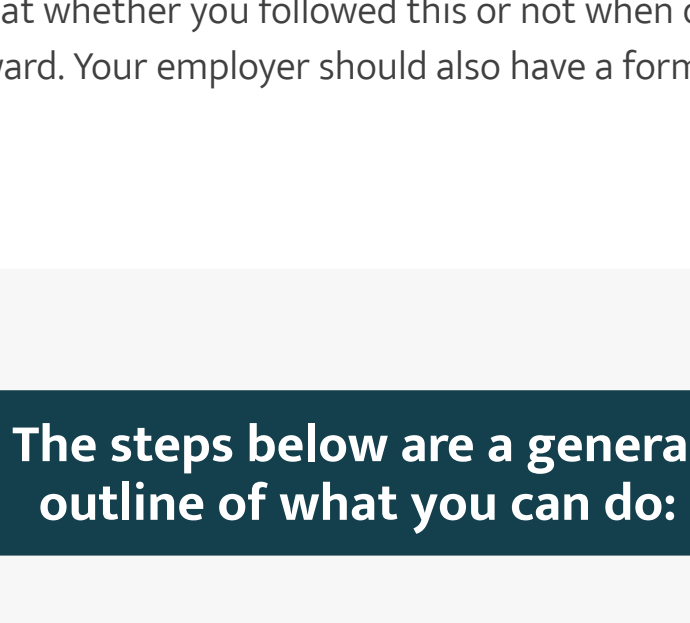 at whether you followed this or not when
ard. Your employer should also have a form
The steps below are a genera
outline of what you can do: